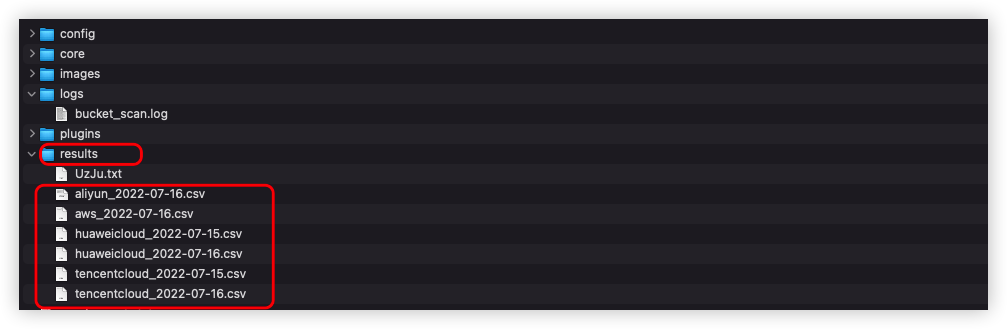 config
core
images
logs
bucket_scan.log
plugins
results
UzJu.txt
aliyun_2022-07-16.csv
aws_2022-07-16.csv
huaweicloud_2022-07-15.csv
huaweicloud_2022-07-16.csv
tencentcloud_2022-07-15.csv
tencentcloud_2022-07-16.csv